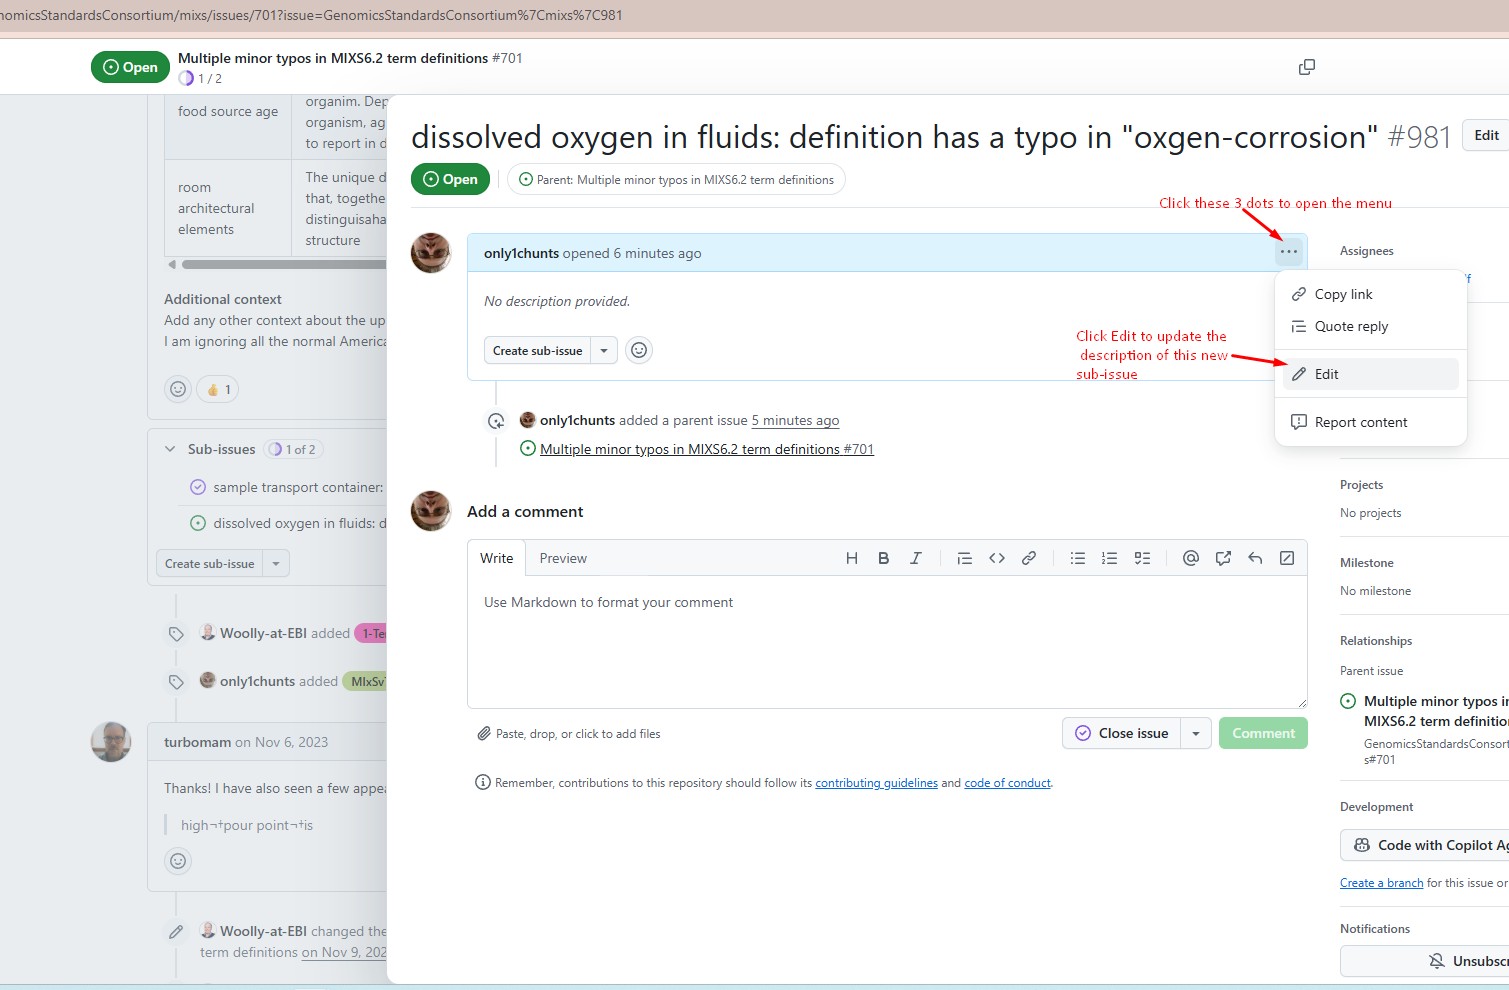 nomicsStandardsConsortium/mixs/issues/701?issue=GenomicsStandardsConsortium%7Cmixs%7C981
Open
Multiple minor typos in MIXS6.2 term definitions #701
1 / 2
food source age
organim. Dep
organism, ag
to report in d
room
architectural
elements
The unique d
that, togethe
distinguisaha
structure
Additional context
Add any other context about the up
I am ignoring all the normal America
👍 1
Sub-issues 1 of 2
sample transport container:
dissolved oxygen in fluids: d
Create sub-issue
Woolly-at-EBI added 1-Te
only1chunts added MIxSv
turbomam on Nov 6, 2023
Thanks! I have also seen a few appea
high¬†pour point¬†is
Woolly-at-EBI changed the
term definitions on Nov 9, 202
dissolved oxygen in fluids: definition has a typo in "oxgen-corrosion" #981
Edit
Open
Parent: Multiple minor typos in MIXS6.2 term definitions
Click these 3 dots to open the menu
only1chunts opened 6 minutes ago
No description provided.
Create sub-issue
Click Edit to update the
description of this new
sub-issue
Copy link
Quote reply
Edit
Report content
only1chunts added a parent issue 5 minutes ago
Multiple minor typos in MIXS6.2 term definitions #701
Add a comment
Write
Preview
Use Markdown to format your comment
Paste, drop, or click to add files
Close issue
Comment
Remember, contributions to this repository should follow its contributing guidelines and code of conduct.
Assignees
Projects
No projects
Milestone
No milestone
Relationships
Parent issue
Multiple minor typos in
MIXS6.2 term definition
GenomicsStandardsConsort
s#701
Development
Code with Copilot Ag
Create a branch for this issue or
Notifications
Unsubscr